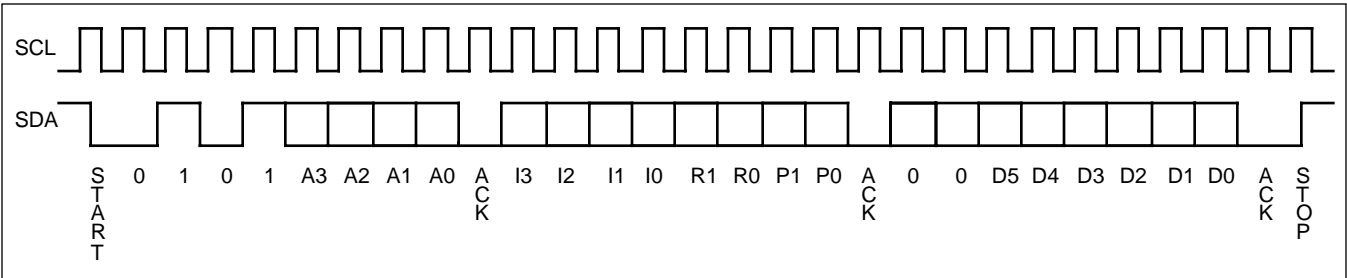 SCL
SDA
START 0 1 0 1 A3 A2 A1 A0 ACK I3 I2 I1 I0 R1 R0 P1 P0 ACK 0 0 D5 D4 D3 D2 D1 D0 ACK STOP